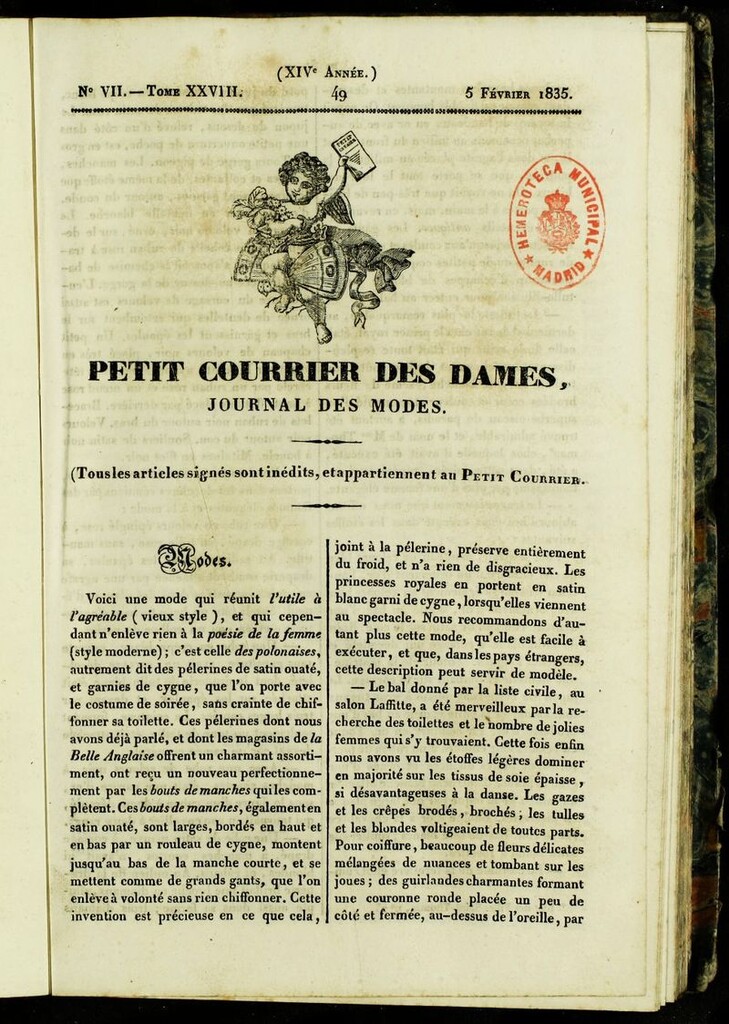 (XIVe Année.)
No VII. — Tome XXVIII. 49 5 Février 1835.
HEMEROTECA MUNICIPAL
★ MADRID ★
PETIT COURRIER DES DAMES,
JOURNAL DES MODES.
(Tous les articles signés sont inédits, et appartiennent au Petit Courrier.
Modes.
Voici une mode qui réunit l'utile à
l'agréable (vieux style), et qui cepen-
dant n'enlève rien à la poésie de la femme
(style moderne); c'est celle des polonaises,
autrement dit des pélerines de satin ouaté,
et garnies de cygne, que l'on porte avec
le costume de soirée, sans crainte de chif-
fonner sa toilette. Ces pélerines dont nous
avons déjà parlé, et dont les magasins de la
Belle Anglaise offrent un charmant assorti-
ment, ont reçu un nouveau perfectionne-
ment par les bouts de manches qui les com-
plètent. Ces bouts de manches, également en
satin ouaté, sont larges, bordés en haut et
en bas par un rouleau de cygne, montent
jusqu'au bas de la manche courte, et se
mettent comme de grands gants, que l'on
enlève à volonté sans rien chiffonner. Cette
invention est précieuse en ce que cela,
joint à la pélerine, préserve entièrement
du froid, et n'a rien de disgracieux. Les
princesses royales en portent en satin
blanc garni de cygne, lorsqu'elles viennent
au spectacle. Nous recommandons d'au-
tant plus cette mode, qu'elle est facile à
exécuter, et que, dans les pays étrangers,
cette description peut servir de modèle.
— Le bal donné par la liste civile, au
salon Laffitte, a été merveilleux par la re-
cherche des toilettes et le nombre de jolies
femmes qui s'y trouvaient. Cette fois enfin
nous avons vu les étoffes légères dominer
en majorité sur les tissus de soie épaisse,
si désavantageuses à la danse. Les gazes
et les crêpes brodés, brochés, les tulles
et les blondes voltigeaient de toutes parts.
Pour coiffure, beaucoup de fleurs délicates
mélangées de nuances et tombant sur les
joues; des guirlandes charmantes formant
une couronne ronde placée un peu de
côté et fermée, au-dessus de l'oreille, par